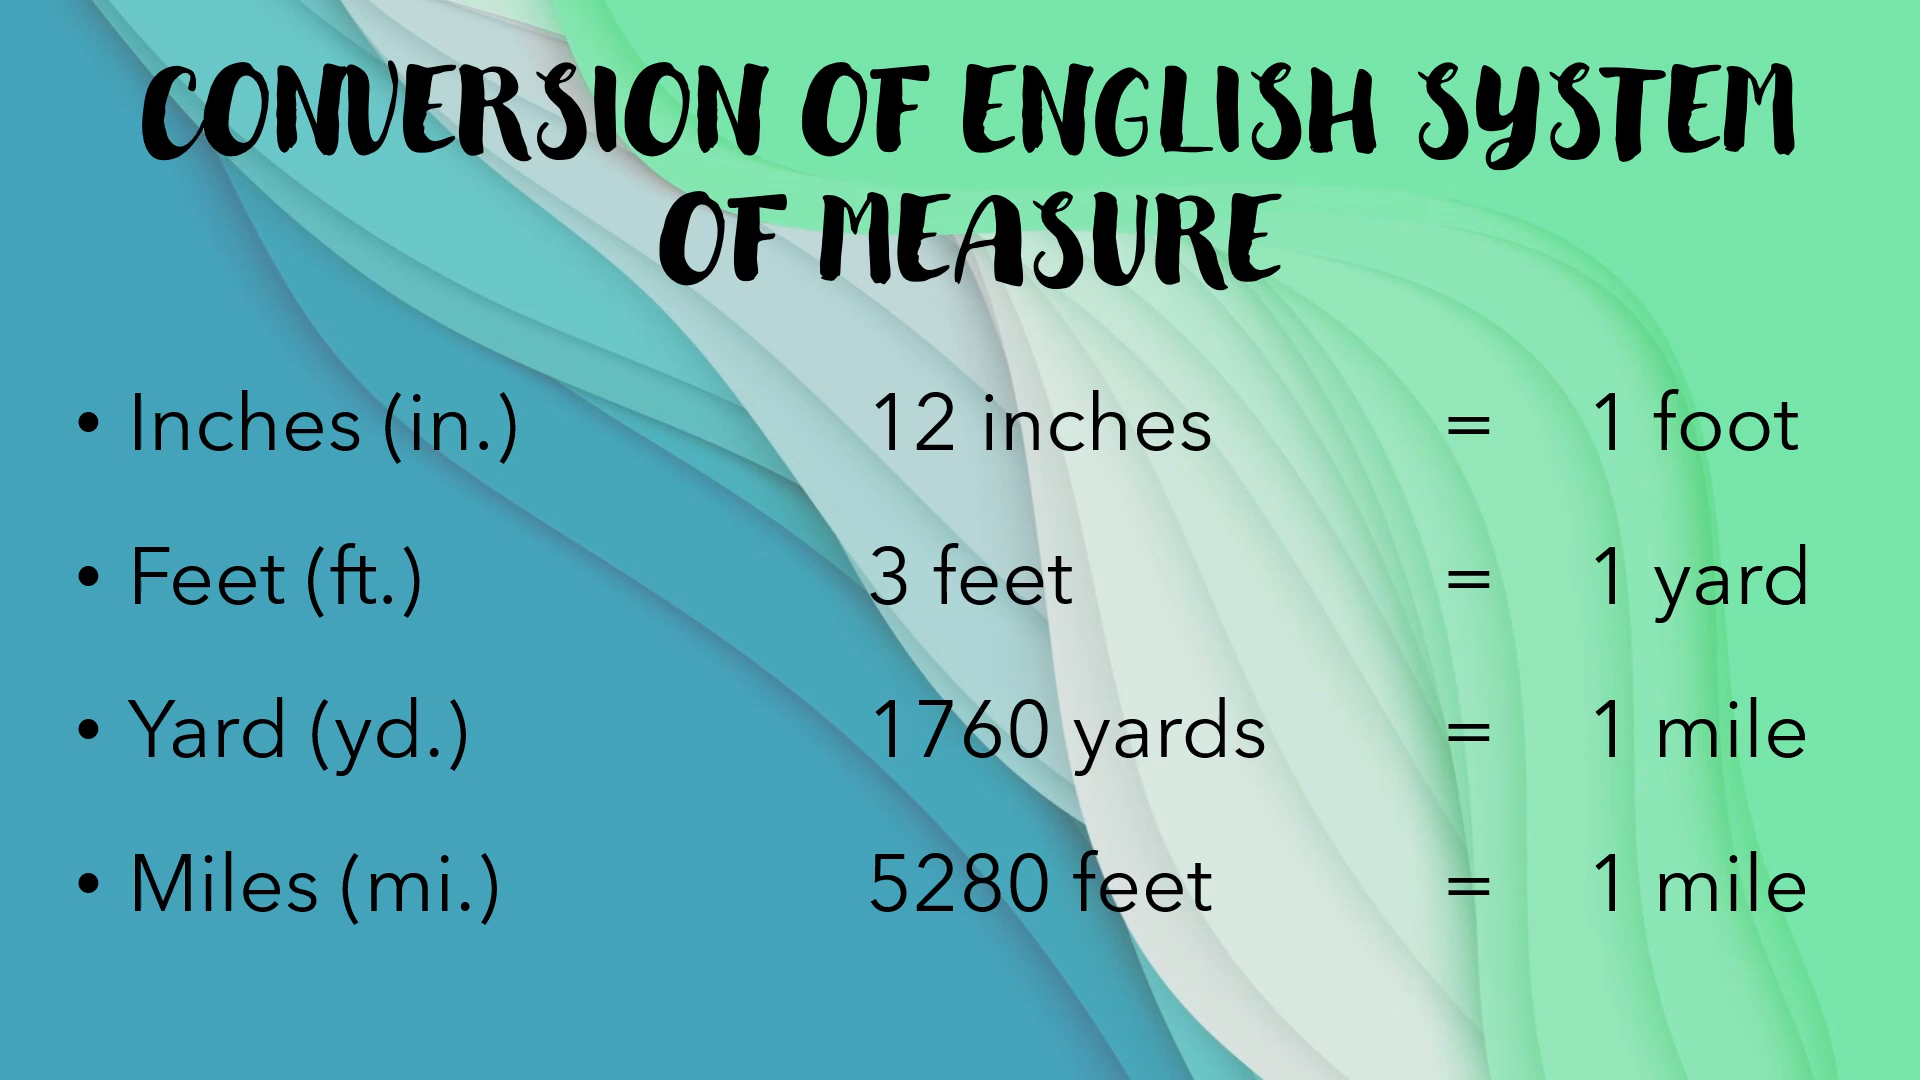 CONVERSION OF ENGLISH SYSTEM
OF MEASURE
• Inches (in.) 12 inches = 1 foot
• Feet (ft.) 3 feet = 1 yard
• Yard (yd.) 1760 yards = 1 mile
• Miles (mi.) 5280 feet = 1 mile